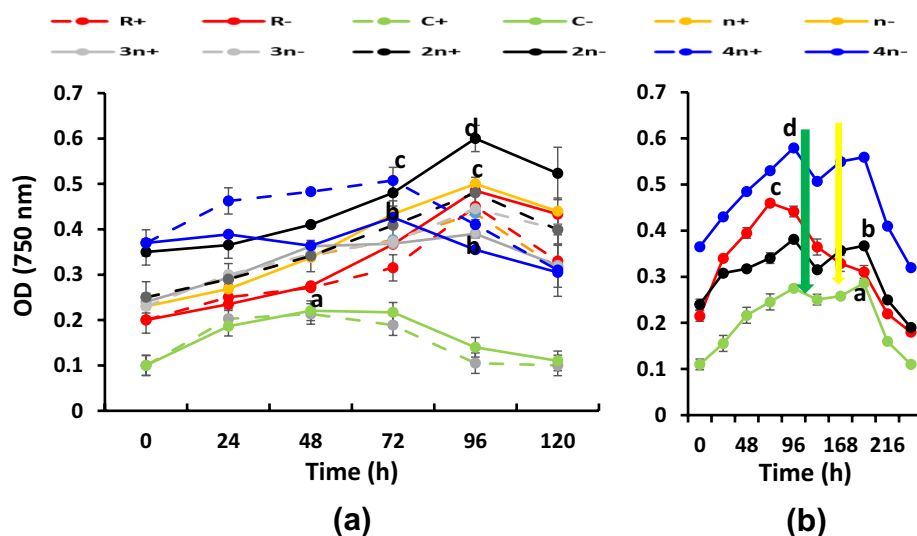 R+ R- C+ C- n+ n-
3n+ 3n- 2n+ 2n- 4n+ 4n-
OD (750 nm)
0.7
0.6
0.5
0.4
0.3
0.2
0.1
0
d
c
c
b
b
a
0 24 48 72 96 120
Time (h)
(a)
0.7
0.6
0.5
0.4
0.3
0.2
0.1
0
d
c
b
a
0 48 96 168 216
Time (h)
(b)